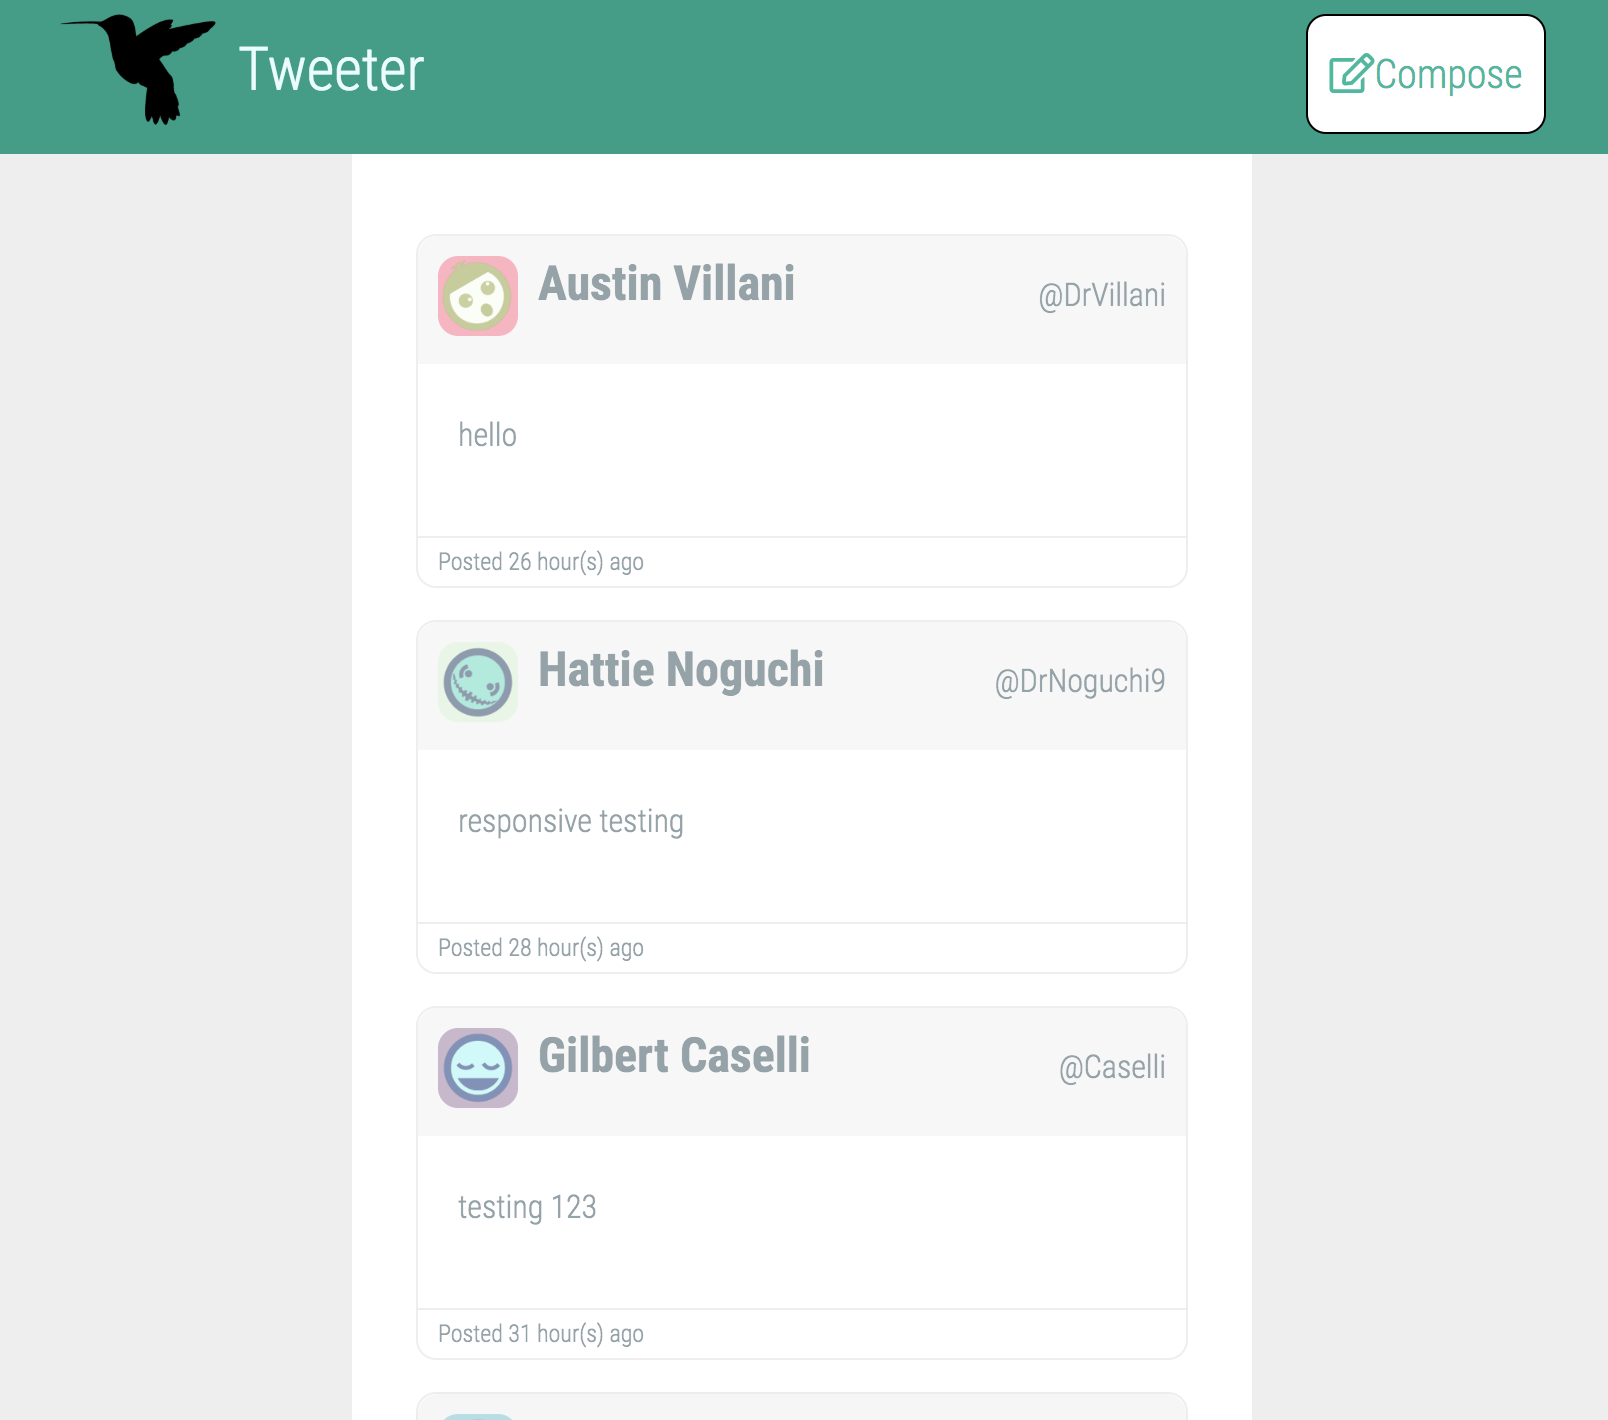 Tweeter
Compose
Austin Villani
@DrVillani
hello
Posted 26 hour(s) ago
Hattie Noguchi
@DrNoguchi9
responsive testing
Posted 28 hour(s) ago
Gilbert Caselli
@Caselli
testing 123
Posted 31 hour(s) ago